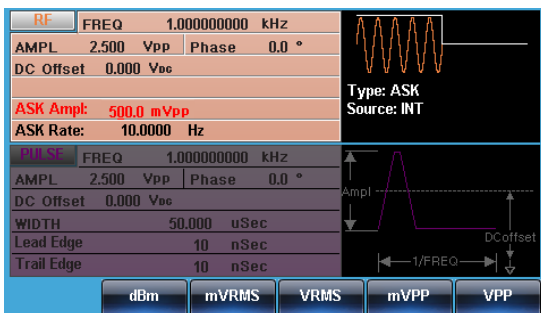 RF FREQ 1.000000000 kHz
AMPL 2.500 Vpp Phase 0.0 °
DC Offset 0.000 VDC
ASK Ampl: 500.0 mVpp
ASK Rate: 10.0000 Hz
Type: ASK
Source: INT
PULSE FREQ 1.000000000 kHz
AMPL 2.500 Vpp Phase 0.0 °
DC Offset 0.000 VDC
WIDTH 50.000 uSec
Lead Edge 10 nSec
Trail Edge 10 nSec
Ampl
DCoffset
1/FREQ
dBm mVRMS VRMS mVPP VPP